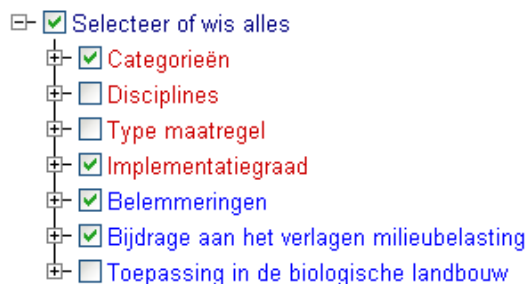 Selecteer of wis alles
Categorieën
Disciplines
Type maatregel
Implementatiegraad
Belemmeringen
Bijdrage aan het verlagen milieubelasting
Toepassing in de biologische landbouw